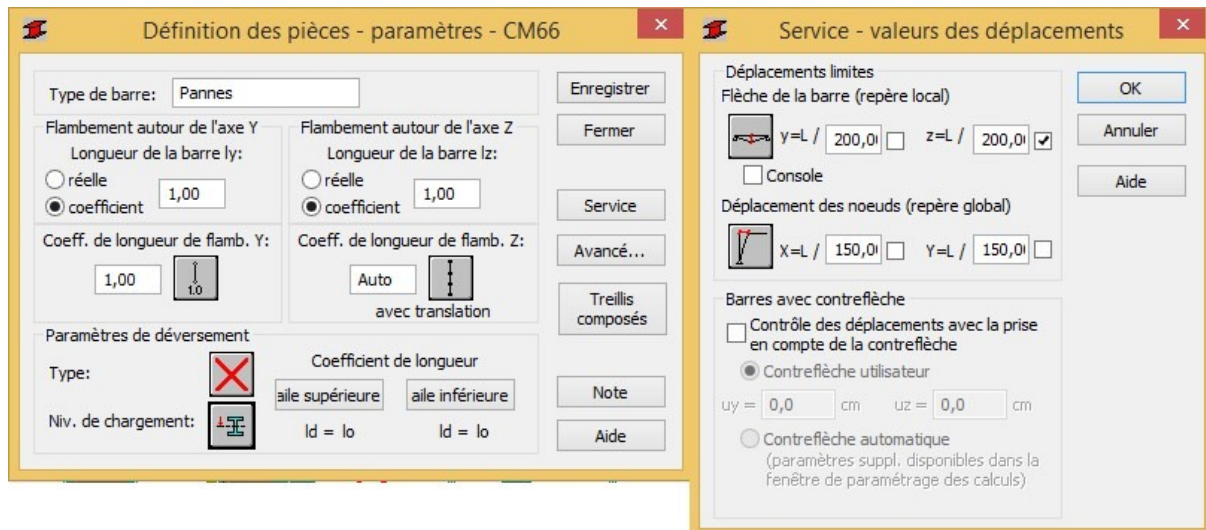 Définition des pièces - paramètres - CM66
Type de barre: Pannes
Enregistrer
Flambement autour de l'axe Y
Flambement autour de l'axe Z
Fermer
Longueur de la barre ly:
Longueur de la barre lz:
réelle
réelle
coefficient
1,00
coefficient
1,00
Service
Coeff. de longueur de flamb. Y:
Coeff. de longueur de flamb. Z:
Avancé...
1,00
1.0
Auto
avec translation
Treillis
composés
Paramètres de déversement
Type:
Coefficient de longueur
aile supérieure
aile inférieure
Note
Niv. de chargement:
ld = lo
ld = lo
Aide
Service - valeurs des déplacements
Déplacements limites
OK
Flèche de la barre (repère local)
y=L / 200,0
z=L / 200,0
Annuler
Console
Aide
Déplacement des noeuds (repère global)
X=L / 150,0
Y=L / 150,0
Barres avec contreflèche
Contrôle des déplacements avec la prise
en compte de la contreflèche
Contreflèche utilisateur
uy = 0,0 cm uz = 0,0 cm
Contreflèche automatique
(paramètres suppl. disponibles dans la
fenêtre de paramétrage des calculs)